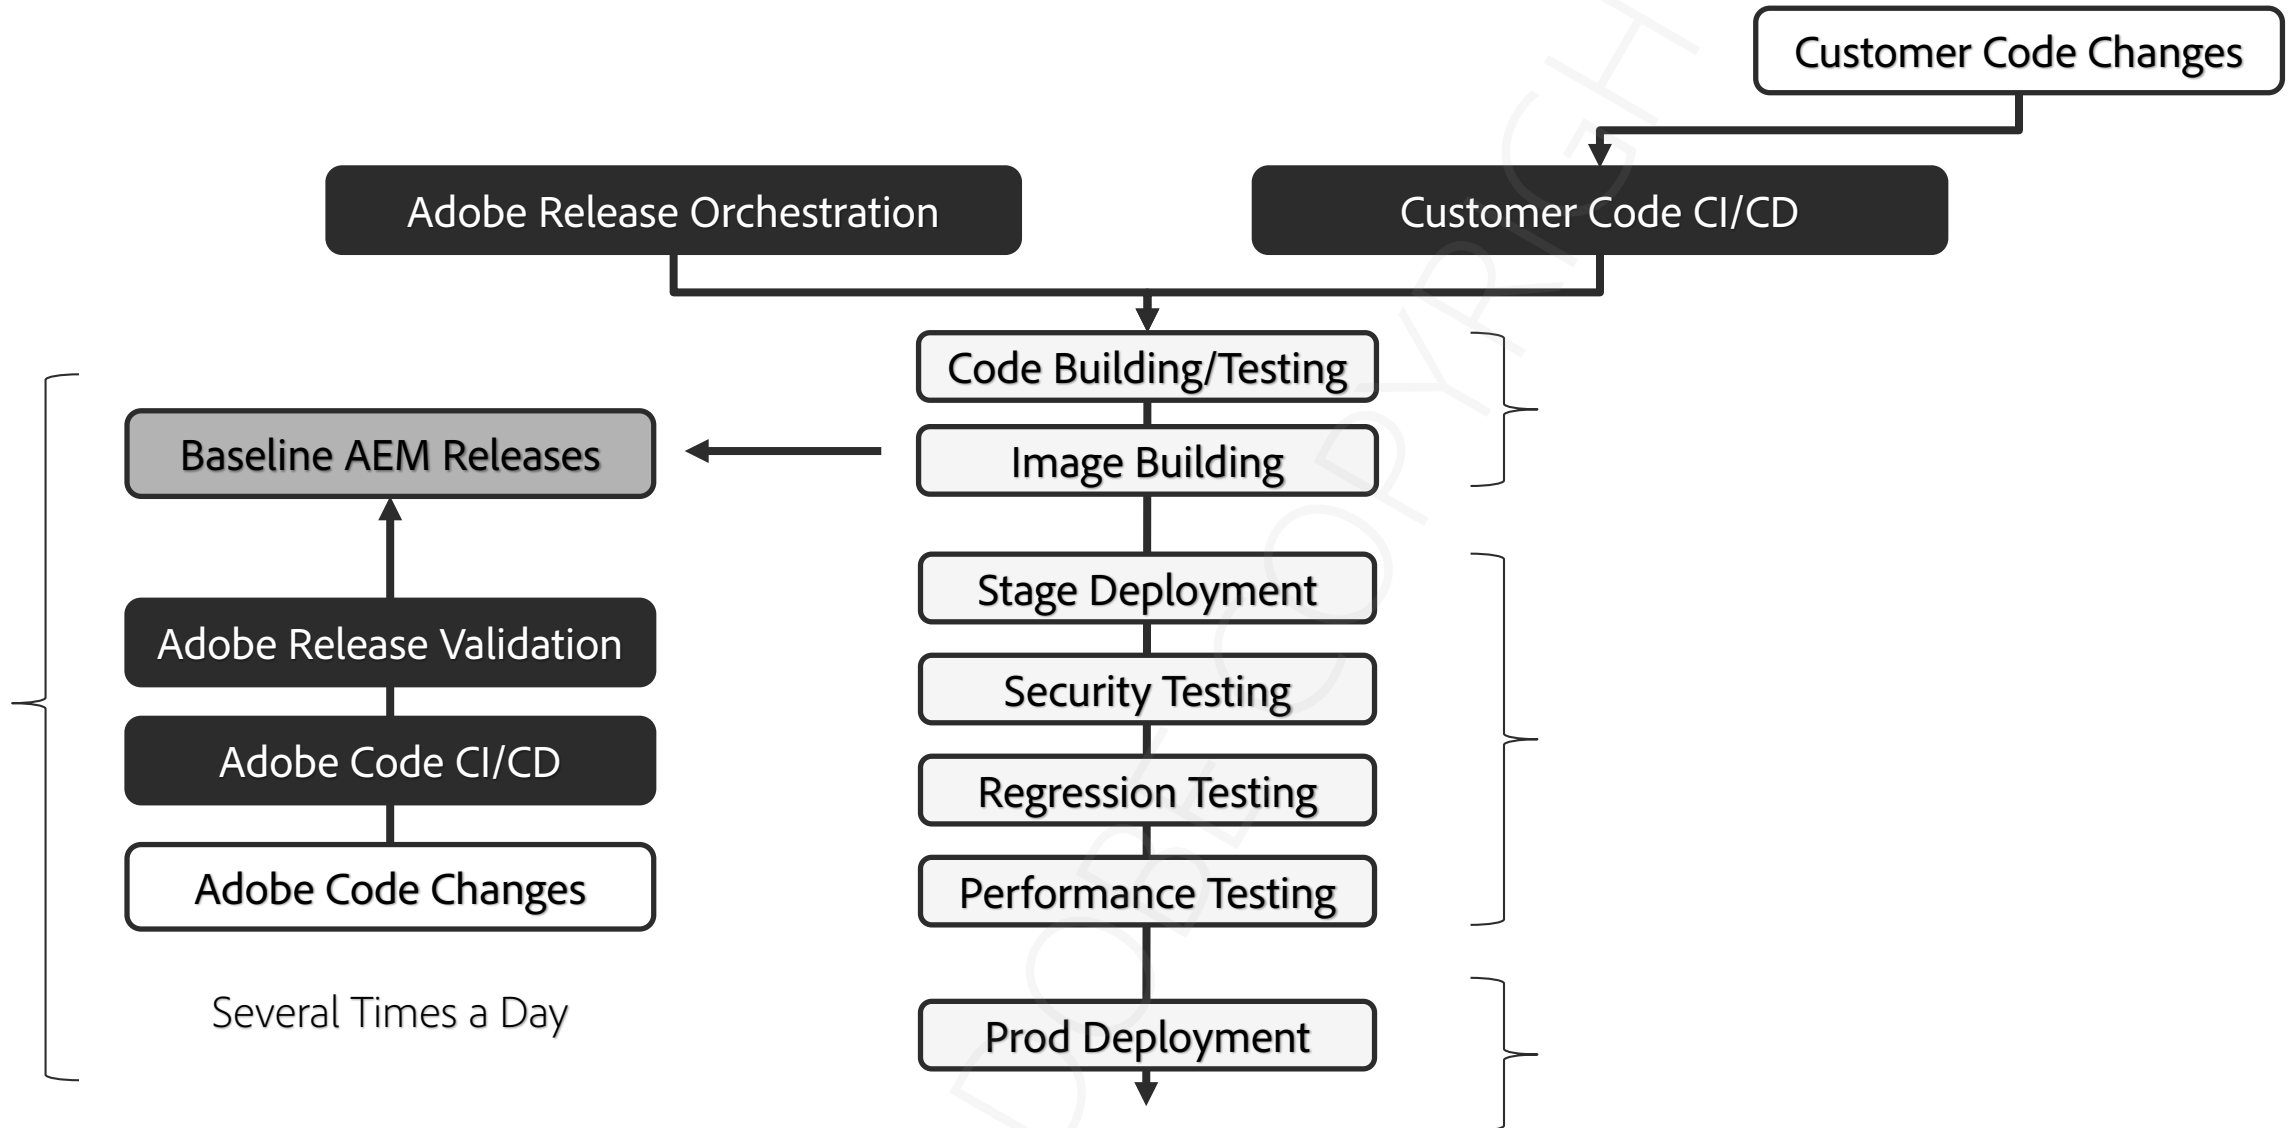 Customer Code Changes
Adobe Release Orchestration
Customer Code CI/CD
Code Building/Testing
Baseline AEM Releases
Image Building
Stage Deployment
Adobe Release Validation
Security Testing
Adobe Code CI/CD
Regression Testing
Adobe Code Changes
Performance Testing
Several Times a Day
Prod Deployment
DOBE COPYRIGH